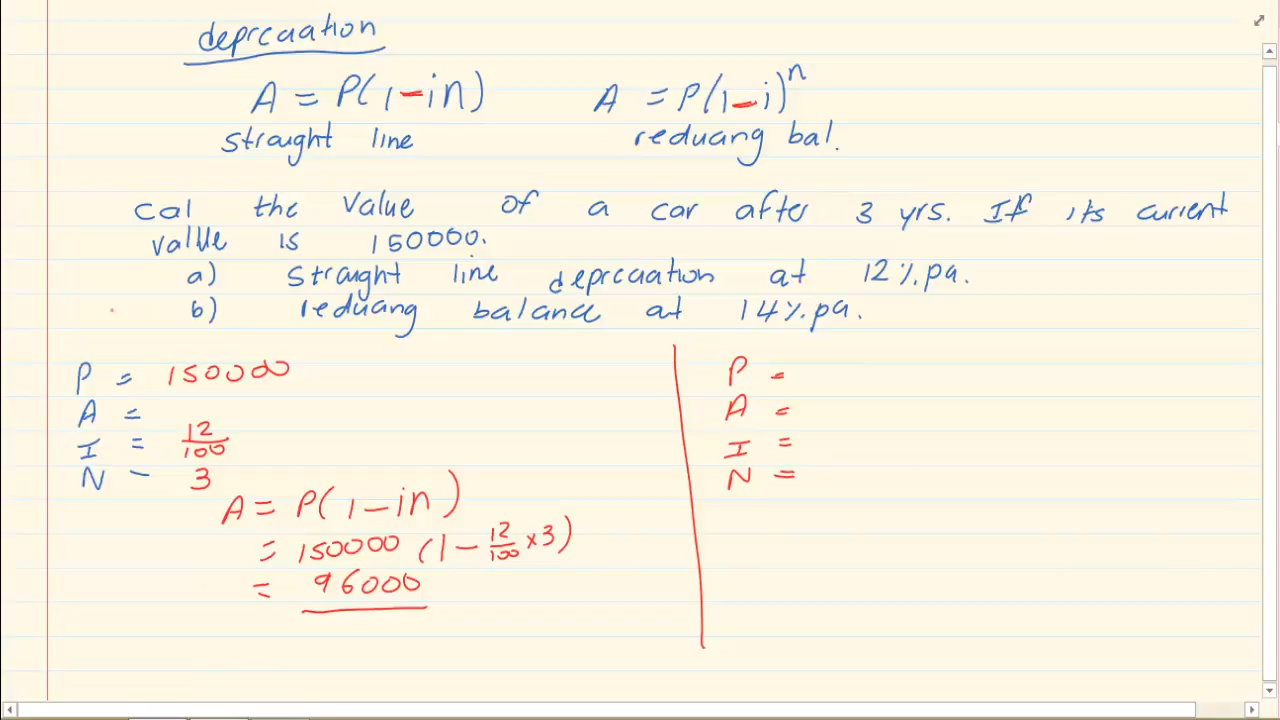 depreciation
A = P(1-in) A = P(1-i)^n
straight line reducing bal.
Cal the value of a car after 3 yrs. If its current
value is 150000.
a) straight line depreciation at 12%.pa.
b) reducing balance at 14%.pa.
P = 150000
A =
I = 12/100
N - 3
A = P(1-in)
= 150000 (1 - 12/100 x 3)
= 96000
P =
A =
I =
N =